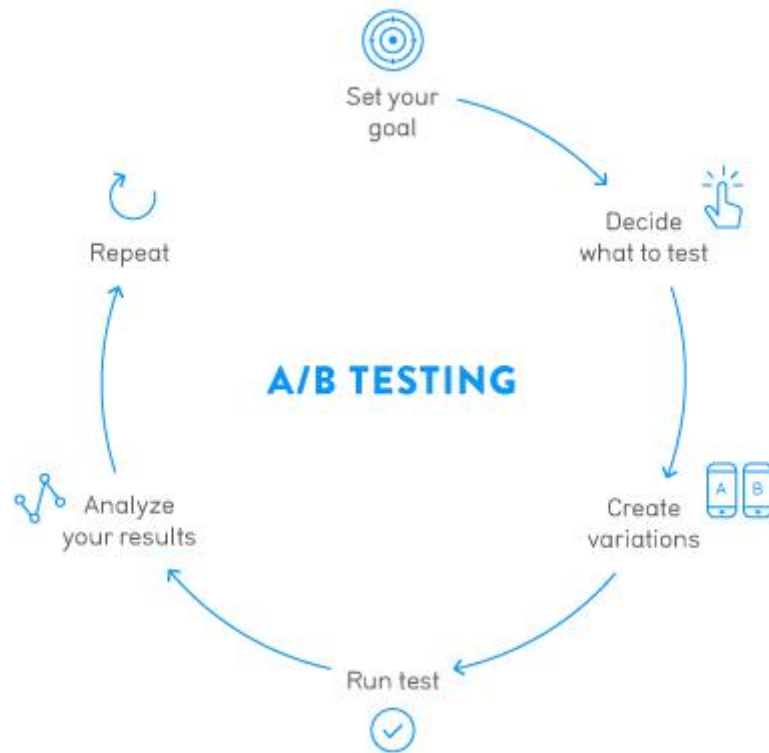 Set your
goal
Decide
what to test
Repeat
A/B TESTING
A
B
Create
variations
Analyze
your results
Run test